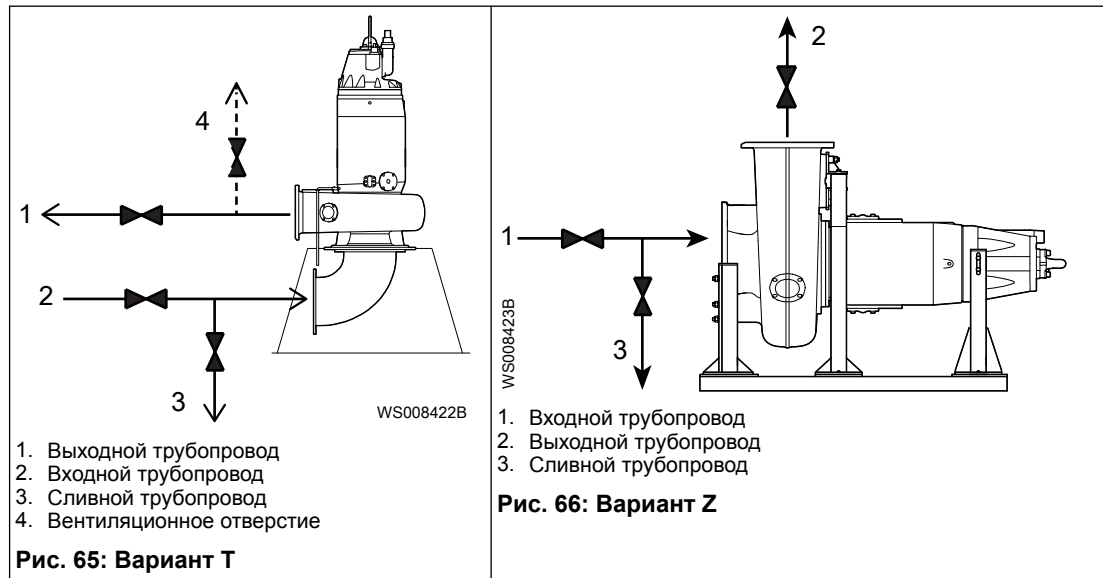 4
1
2
3
WS008422B
1. Выходной трубопровод
2. Входной трубопровод
3. Сливной трубопровод
4. Вентиляционное отверстие
Рис. 65: Вариант T
2
1
3
WS008423B
1. Входной трубопровод
2. Выходной трубопровод
3. Сливной трубопровод
Рис. 66: Вариант Z